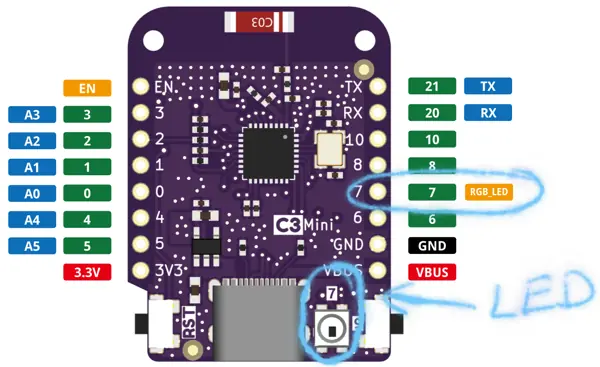 C03
EN EN TX 21 TX
A3 3 3 RX 20 RX
A2 2 2 10 10
A1 1 1 8 8
A0 0 0 7 7 RGB_LED
A4 4 4 6 6
C3 Mini
A5 5 5 GND GND
3.3V 3V3 VBUS VBUS
7
LED
RST 9